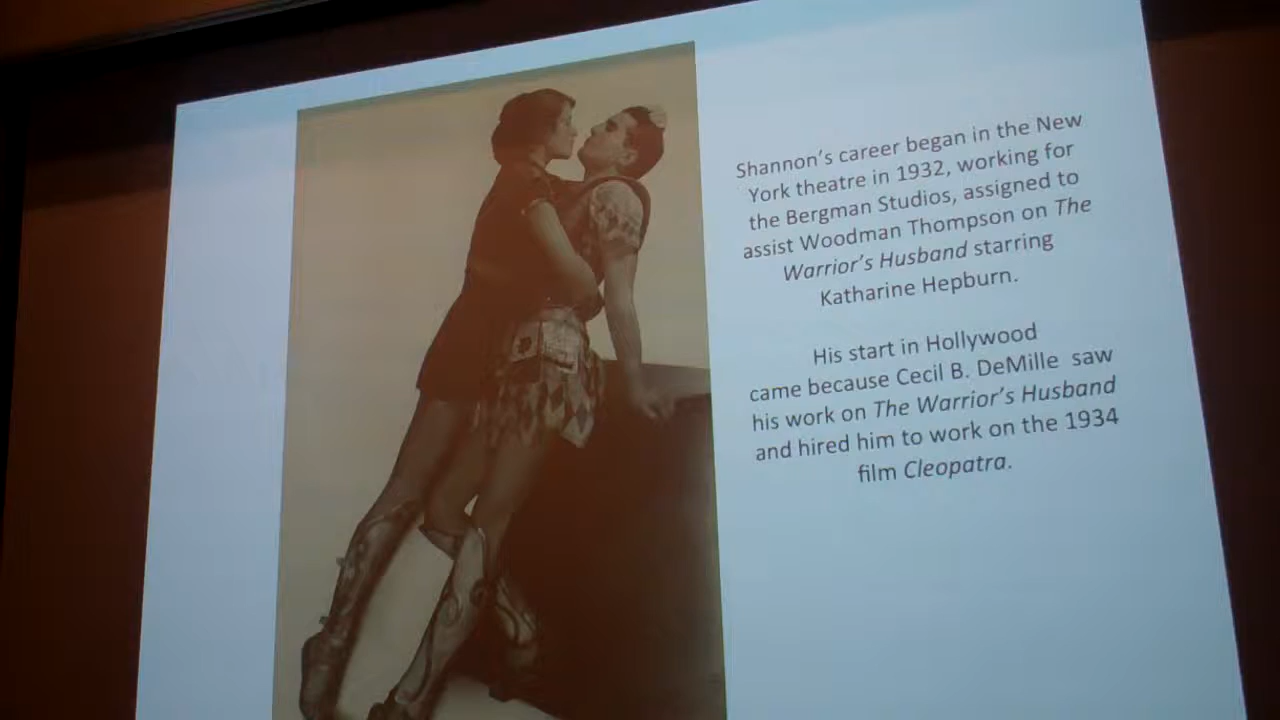 Shannon's career began in the New
York theatre in 1932, working for
the Bergman Studios, assigned to
assist Woodman Thompson on The
Warrior's Husband starring
Katharine Hepburn.
His start in Hollywood
came because Cecil B. DeMille saw
his work on The Warrior's Husband
and hired him to work on the 1934
film Cleopatra.